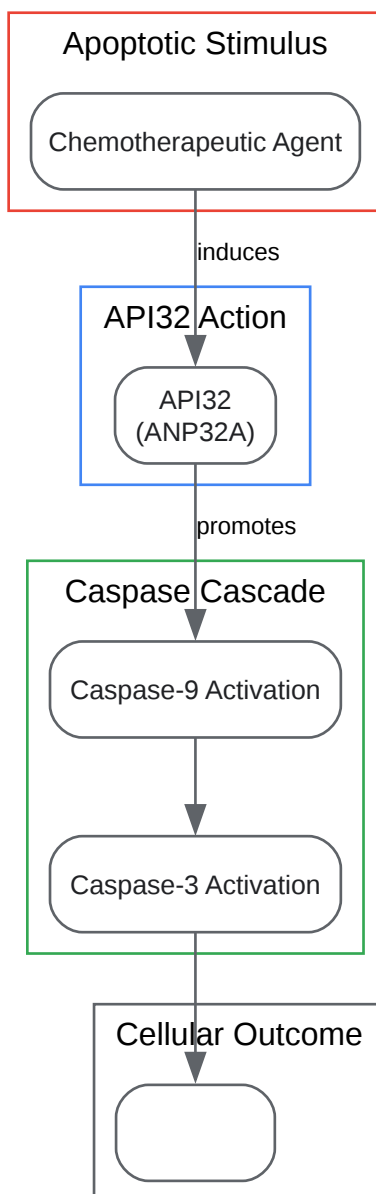 Apoptotic Stimulus
Chemotherapeutic Agent
induces
API32 Action
API32
(ANP32A)
promotes
Caspase Cascade
Caspase-9 Activation
Caspase-3 Activation
Cellular Outcome